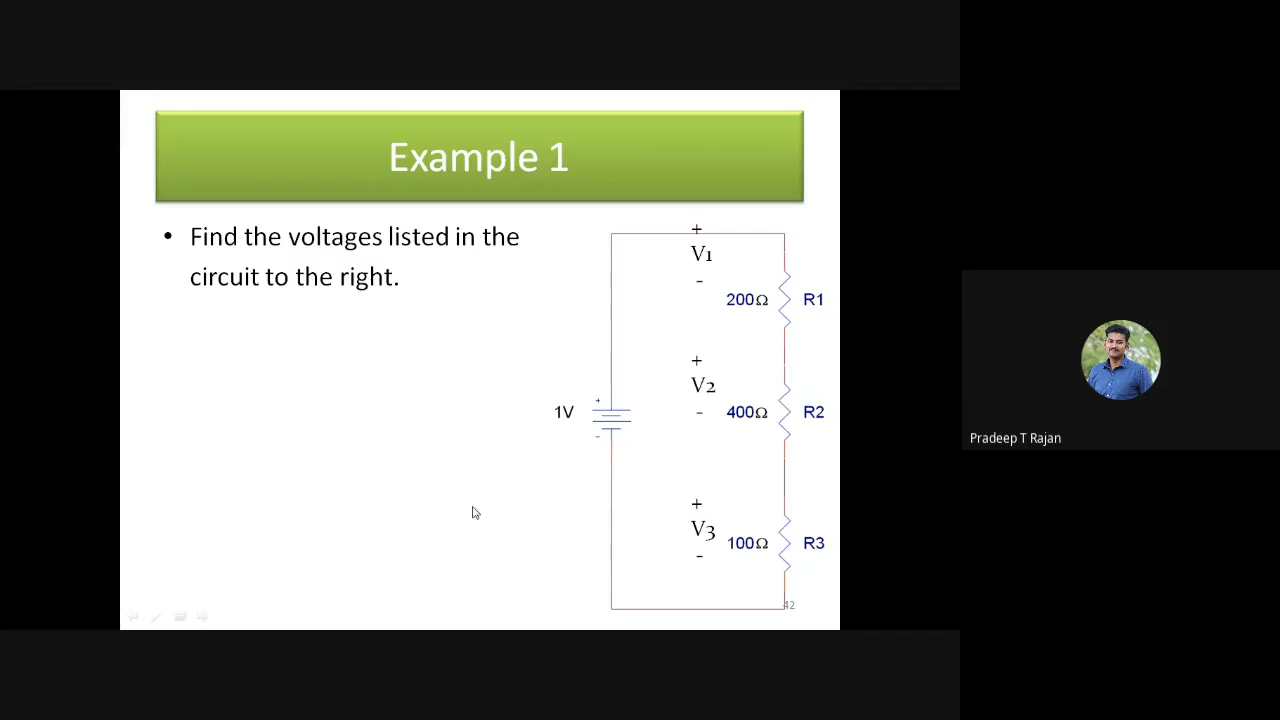 Example 1
• Find the voltages listed in the
circuit to the right.
+
V1
-
200Ω R1
+
V2
-
1V
+
-
400Ω R2
+
V3
-
100Ω R3
42
Pradeep T Rajan